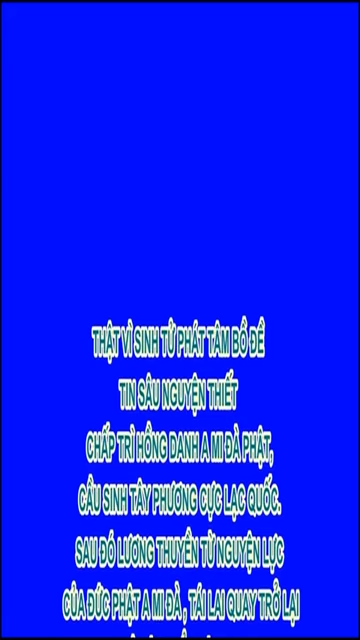 THẬT VÌ SINH TỬ PHÁT TÂM BỒ ĐỀ
TIN SÂU NGUYỆN THIẾT
CHẤP TRÌ HỒNG DANH A MI ĐÀ PHẬT,
CẦU SINH TÂY PHƯƠNG CỰC LẠC QUỐC.
SAU ĐÓ LƯƠNG THUYỀN TỪ NGUYỆN LỰC
CỦA ĐỨC PHẬT A MI ĐÀ , TÁI LAI QUAY TRỞ LẠI